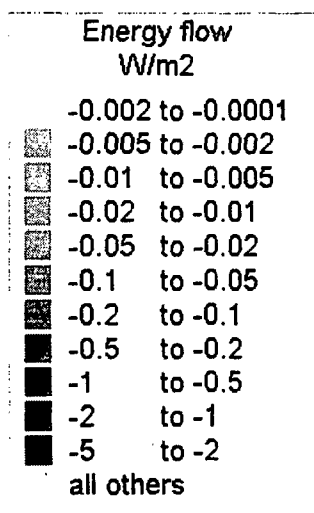 Energy flow
W/m2
-0.002 to -0.0001
-0.005 to -0.002
-0.01 to -0.005
-0.02 to -0.01
-0.05 to -0.02
-0.1 to -0.05
-0.2 to -0.1
-0.5 to -0.2
-1 to -0.5
-2 to -1
-5 to -2
all others